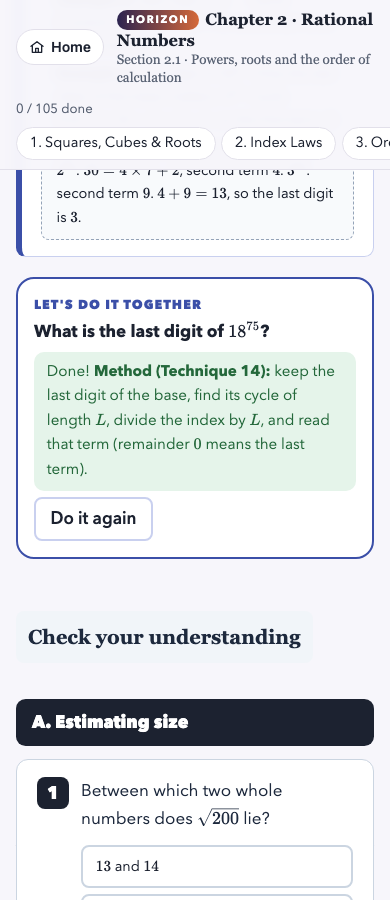 Home
HORIZON Chapter 2 · Rational Numbers
Section 2.1 · Powers, roots and the order of calculation
0 / 105 done
1. Squares, Cubes & Roots
2. Index Laws
3. Or
second term 9. 4 + 9 = 13, so the last digit
is 3.
LET'S DO IT TOGETHER
What is the last digit of 18⁷⁵?
Done! Method (Technique 14): keep the
last digit of the base, find its cycle of
length L, divide the index by L, and read
that term (remainder 0 means the last
term).
Do it again
Check your understanding
A. Estimating size
1
Between which two whole
numbers does √200 lie?
13 and 14